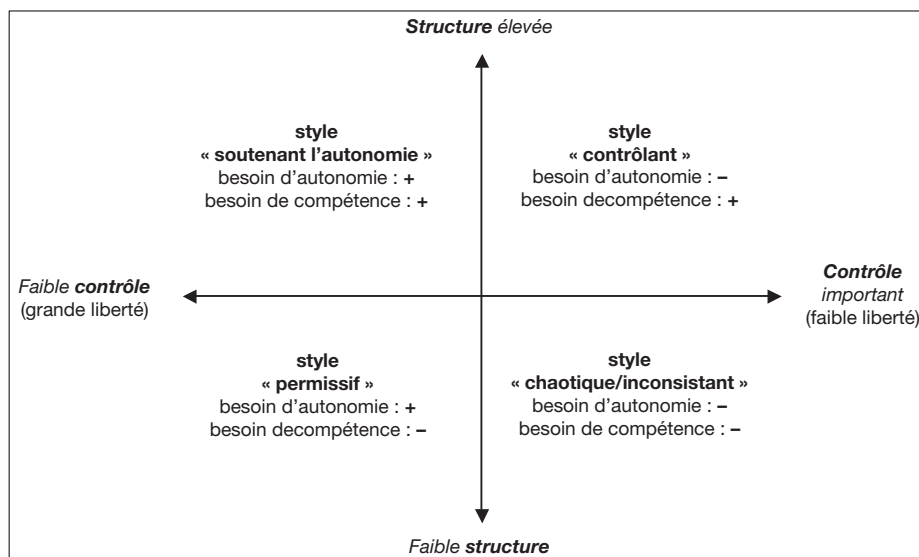 Structure élevée
style
« soutenant l’autonomie »
besoin d’autonomie : +
besoin de compétence : +
style
« contrôlant »
besoin d’autonomie : –
besoin decompétence : +
Faible contrôle
(grande liberté)
Contrôle
important
(faible liberté)
style
« permissif »
besoin d’autonomie : +
besoin decompétence : –
style
« chaotique/inconsistant »
besoin d’autonomie : –
besoin de compétence : –
Faible structure